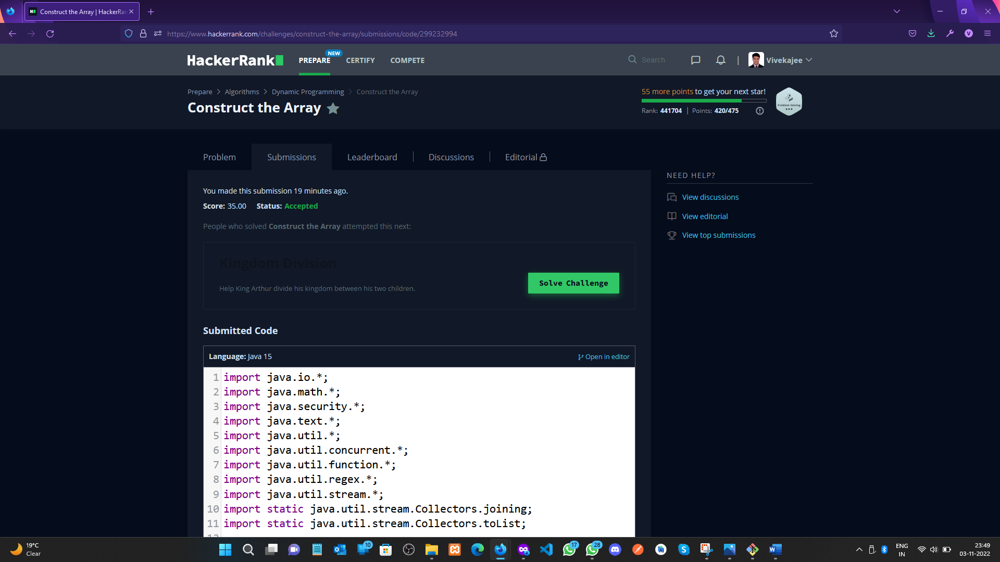 Construct the Array | HackerRan
https://www.hackerrank.com/challenges/construct-the-array/submissions/code/299232994
V
HackerRank
PREPARE
NEW
CERTIFY
COMPETE
Search
|
Vivekajee
Prepare > Algorithms > Dynamic Programming > Construct the Array
Construct the Array
55 more points to get your next star!
Rank: 441704 | Points: 420/475
Problem Solving
Problem
Submissions
Leaderboard
Discussions
Editorial
You made this submission 19 minutes ago.
Score: 35.00 Status: Accepted
People who solved Construct the Array attempted this next:
Kingdom Division
Help King Arthur divide his kingdom between his two children.
Solve Challenge
NEED HELP?
View discussions
View editorial
View top submissions
Submitted Code
Language: Java 15
Open in editor
1 import java.io.*;
2 import java.math.*;
3 import java.security.*;
4 import java.text.*;
5 import java.util.*;
6 import java.util.concurrent.*;
7 import java.util.function.*;
8 import java.util.regex.*;
9 import java.util.stream.*;
10 import static java.util.stream.Collectors.joining;
11 import static java.util.stream.Collectors.toList;
12
19°C
Clear
10
17
28
ENG
IN
23:49
03-11-2022